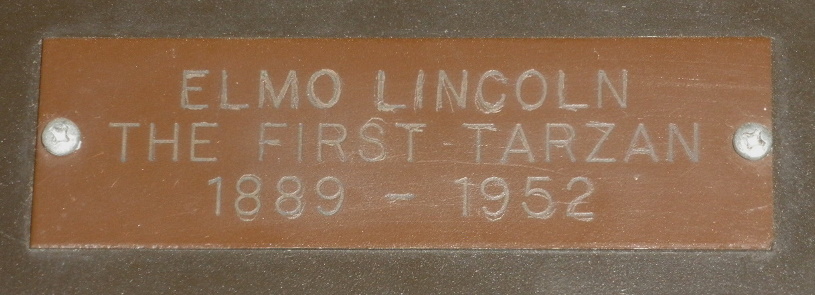 ELMO LINCOLN
THE FIRST TARZAN
1889 - 1952